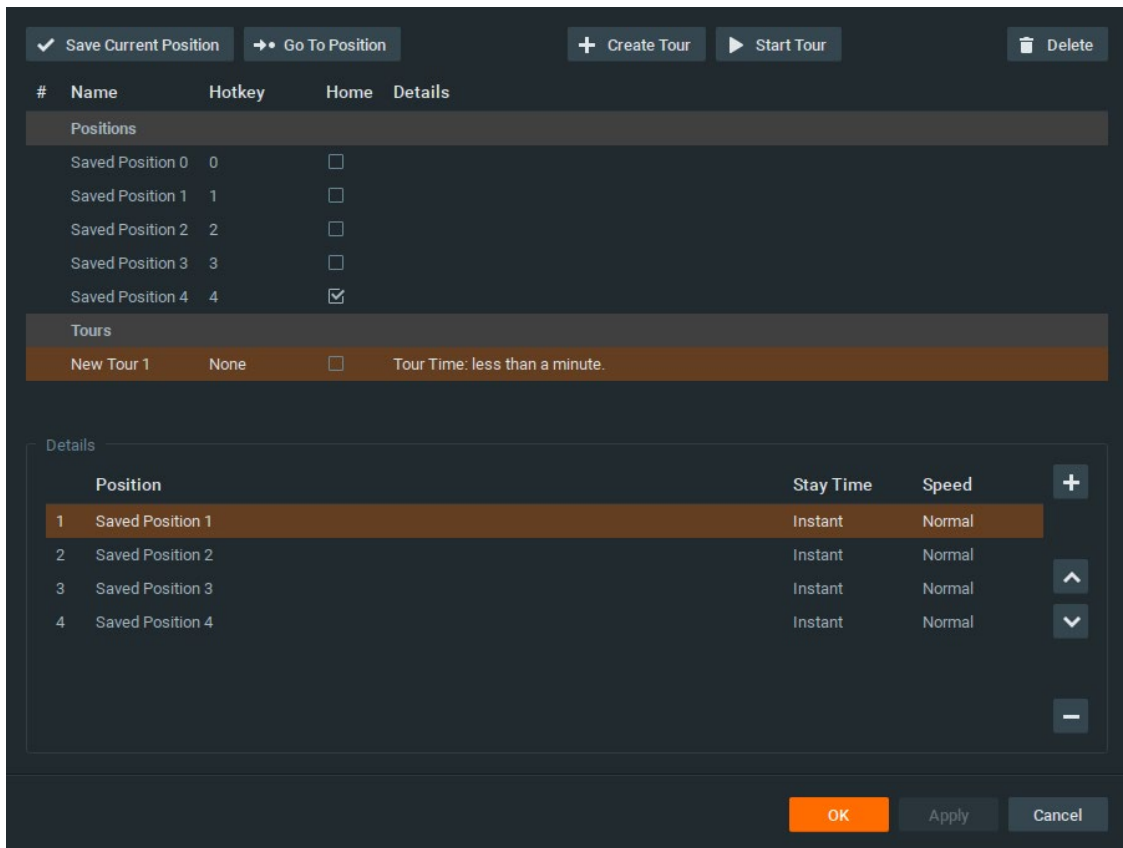 Save Current Position Go To Position Create Tour Start Tour Delete
# Name Hotkey Home Details
Positions
Saved Position 0 0
Saved Position 1 1
Saved Position 2 2
Saved Position 3 3
Saved Position 4 4
Tours
New Tour 1 None Tour Time: less than a minute.
Details
Position Stay Time Speed
1 Saved Position 1 Instant Normal
2 Saved Position 2 Instant Normal
3 Saved Position 3 Instant Normal
4 Saved Position 4 Instant Normal
OK Apply Cancel